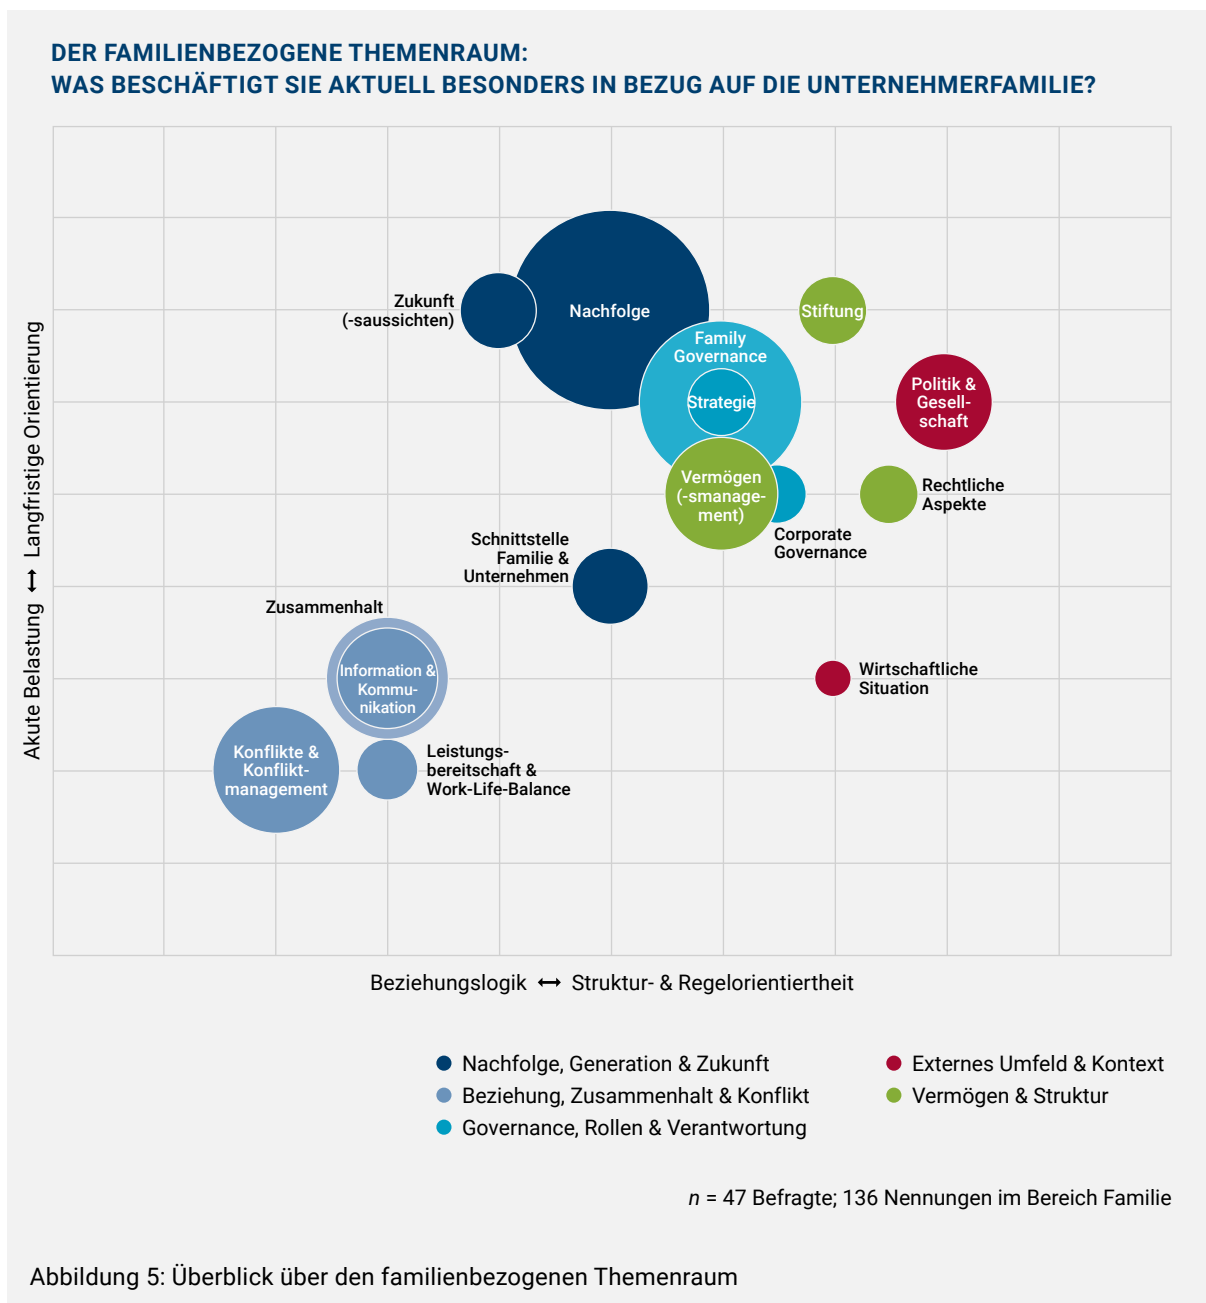 DER FAMILIENBEZOGENE THEMENRAUM:
WAS BESCHÄFTIGT SIE AKTUELL BESONDERS IN BEZUG AUF DIE UNTERNEHMERFAMILIE?
Akute Belastung ↔ Langfristige Orientierung
Zukunft
(-saussichten)
Nachfolge
Stiftung
Family
Governance
Strategie
Politik &
Gesell-
schaft
Vermögen
(-smanage-
ment)
Rechtliche
Aspekte
Corporate
Governance
Schnittstelle
Familie &
Unternehmen
Zusammenhalt
Information &
Kommu-
nikation
Wirtschaftliche
Situation
Konflikte &
Konflikt-
management
Leistungs-
bereitschaft &
Work-Life-Balance
Beziehungslogik ↔ Struktur- & Regelorientiertheit
Nachfolge, Generation & Zukunft
Beziehung, Zusammenhalt & Konflikt
Governance, Rollen & Verantwortung
Externes Umfeld & Kontext
Vermögen & Struktur
n = 47 Befragte; 136 Nennungen im Bereich Familie
Abbildung 5: Überblick über den familienbezogenen Themenraum